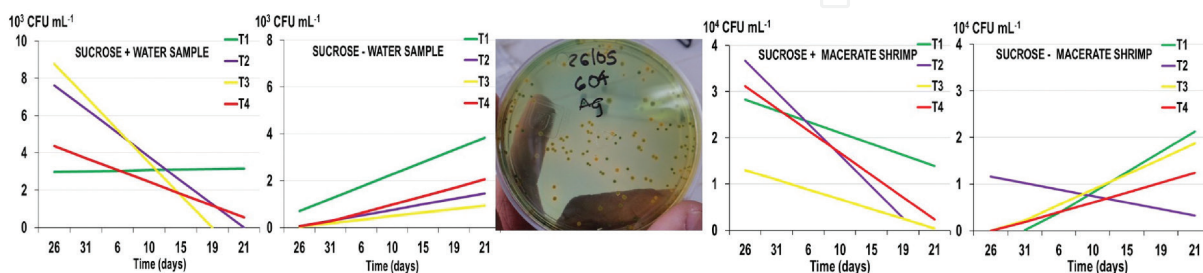 10³ CFU mL⁻¹
SUCROSE + WATER SAMPLE
T1
T2
T3
T4
10
8
6
4
2
0
26 31 6 10 15 19 21
Time (days)
10³ CFU mL⁻¹
SUCROSE - WATER SAMPLE
T1
T2
T3
T4
8
6
4
2
0
26 31 6 10 15 19 21
Time (days)
26/05
60A
Ag
10⁴ CFU mL⁻¹
SUCROSE + MACERATE SHRIMP
T1
T2
T3
T4
4
3
2
1
0
26 31 6 10 15 19 21
Time (days)
10⁴ CFU mL⁻¹
SUCROSE - MACERATE SHRIMP
T1
T2
T3
T4
4
3
2
1
0
26 31 6 10 15 19 21
Time (days)